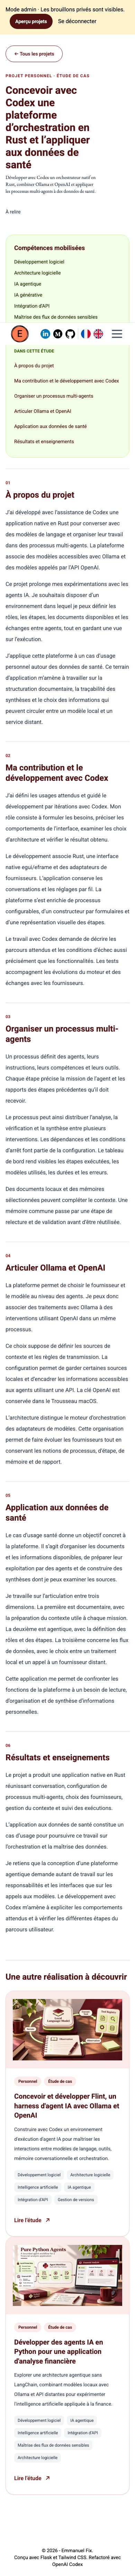 Mode admin · Les brouillons privés sont visibles.
Aperçu projets
Se déconnecter
← Tous les projets
PROJET PERSONNEL · ÉTUDE DE CAS
Concevoir avec
Codex une
plateforme
d'orchestration en
Rust et l'appliquer
aux données de
santé
Développer avec Codex un orchestrateur natif en
Rust, combiner Ollama et OpenAI et appliquer
ses processus multi-agents à des données de santé.
À relire
Compétences mobilisées
Développement logiciel
Architecture logicielle
IA agentique
IA générative
Intégration d'API
Maîtrise des flux de données sensibles
E
in
DANS CETTE ÉTUDE
À propos du projet
Ma contribution et le développement avec Codex
Organiser un processus multi-agents
Articuler Ollama et OpenAI
Application aux données de santé
Résultats et enseignements
01
À propos du projet
J'ai développé avec l'assistance de Codex une
application native en Rust pour converser avec
des modèles de langage et organiser leur travail
dans des processus multi-agents. La plateforme
associe des modèles accessibles avec Ollama et
des modèles appelés par l'API OpenAI.
Ce projet prolonge mes expérimentations avec les
agents IA. Je souhaitais disposer d'un
environnement dans lequel je puisse définir les
rôles, les étapes, les documents disponibles et les
échanges entre agents, tout en gardant une vue
sur l'exécution.
J'applique cette plateforme à un cas d'usage
personnel autour des données de santé. Ce terrain
d'application m'amène à travailler sur la
structuration documentaire, la traçabilité des
synthèses et le choix des informations qui
peuvent circuler entre un modèle local et un
service distant.
02
Ma contribution et le
développement avec Codex
J'ai défini les usages attendus et guidé le
développement par itérations avec Codex. Mon
rôle consiste à formuler les besoins, préciser les
comportements de l'interface, examiner les choix
d'architecture et vérifier le résultat obtenu.
Le développement associe Rust, une interface
native egui/eframe et des adaptateurs de
fournisseurs. L'application conserve les
conversations et les réglages par fil. La
plateforme s'est enrichie de processus
configurables, d'un constructeur par formulaires et
d'une représentation visuelle des étapes.
Le travail avec Codex demande de décrire les
parcours attendus et les conditions d'échec aussi
précisément que les fonctionnalités. Les tests
accompagnent les évolutions du moteur et des
échanges avec les fournisseurs.
03
Organiser un processus multi-
agents
Un processus définit des agents, leurs
instructions, leurs compétences et leurs outils.
Chaque étape précise la mission de l'agent et les
éléments des étapes précédentes qu'il doit
recevoir.
Le processus peut ainsi distribuer l'analyse, la
vérification et la synthèse entre plusieurs
interventions. Les dépendances et les conditions
d'arrêt font partie de la configuration. Le tableau
de bord rend visibles les étapes exécutées, les
modèles utilisés, les durées et les erreurs.
Des documents locaux et des mémoires
sélectionnées peuvent compléter le contexte. Une
mémoire commune passe par une étape de
relecture et de validation avant d'être réutilisée.
04
Articuler Ollama et OpenAI
La plateforme permet de choisir le fournisseur et
le modèle au niveau des agents. Je peux donc
associer des traitements avec Ollama à des
interventions utilisant OpenAI dans un même
processus.
Ce choix suppose de définir les sources de
contexte et les règles de transmission. La
configuration permet de garder certaines sources
locales et d'encadrer les informations accessibles
aux agents utilisant une API. La clé OpenAI est
conservée dans le Trousseau macOS.
L'architecture distingue le moteur d'orchestration
des adaptateurs de modèles. Cette organisation
permet de faire évoluer les fournisseurs tout en
conservant les notions de processus, d'étape, de
mémoire et de rapport.
05
Application aux données de
santé
Le cas d'usage santé donne un objectif concret à
la plateforme. Il s'agit d'organiser les documents
et les informations disponibles, de préparer leur
exploitation par des agents et de construire des
synthèses dont je peux examiner les sources.
Je travaille sur l'articulation entre trois
dimensions. La première est documentaire, avec
la préparation du contexte utile à chaque mission.
La deuxième est agentique, avec la définition des
rôles et des étapes. La troisième concerne les flux
de données, avec le choix entre un traitement
local et un appel à un fournisseur distant.
Cette application me permet de confronter les
fonctions de la plateforme à un besoin de lecture,
d'organisation et de synthèse d'informations
personnelles.
06
Résultats et enseignements
Le projet a produit une application native en Rust
réunissant conversation, configuration de
processus multi-agents, choix des fournisseurs,
gestion du contexte et suivi des exécutions.
L'application aux données de santé constitue un
cas d'usage pour poursuivre ce travail sur
l'orchestration et la maîtrise des données.
Je retiens que la conception d'une plateforme
agentique demande autant de travail sur les
responsabilités et les interfaces que sur les
appels aux modèles. Le développement avec
Codex m'amène à expliciter les comportements
attendus et à vérifier les différentes étapes du
parcours utilisateur.
Une autre réalisation à découvrir
Personnel
Étude de cas
Concevoir et développer Flint, un
harness d'agent IA avec Ollama et
OpenAI
Construire avec Codex un environnement
d'exécution d'agent IA pour maîtriser les
interactions entre modèles de langage, outils,
mémoire conversationnelle et orchestration.
Développement logiciel
Architecture logicielle
Intelligence artificielle
IA agentique
Intégration d'API
Gestion de versions
Lire l'étude ↗
Pure Python Agents
Personnel
Étude de cas
Développer des agents IA en
Python pour une application
d'analyse financière
Élaborer une architecture agentique sans
LangChain, combinant modèles locaux avec
Ollama et API distantes pour expérimenter
l'intelligence artificielle appliquée aux données.
Développement logiciel
IA agentique
Intelligence artificielle
Intégration d'API
Maîtrise des flux de données sensibles
Architecture logicielle
Lire l'étude ↗
© 2026 - Emmanuel Fix.
Conçu avec Flask et Tailwind CSS. Refactoré avec
OpenAI Codex